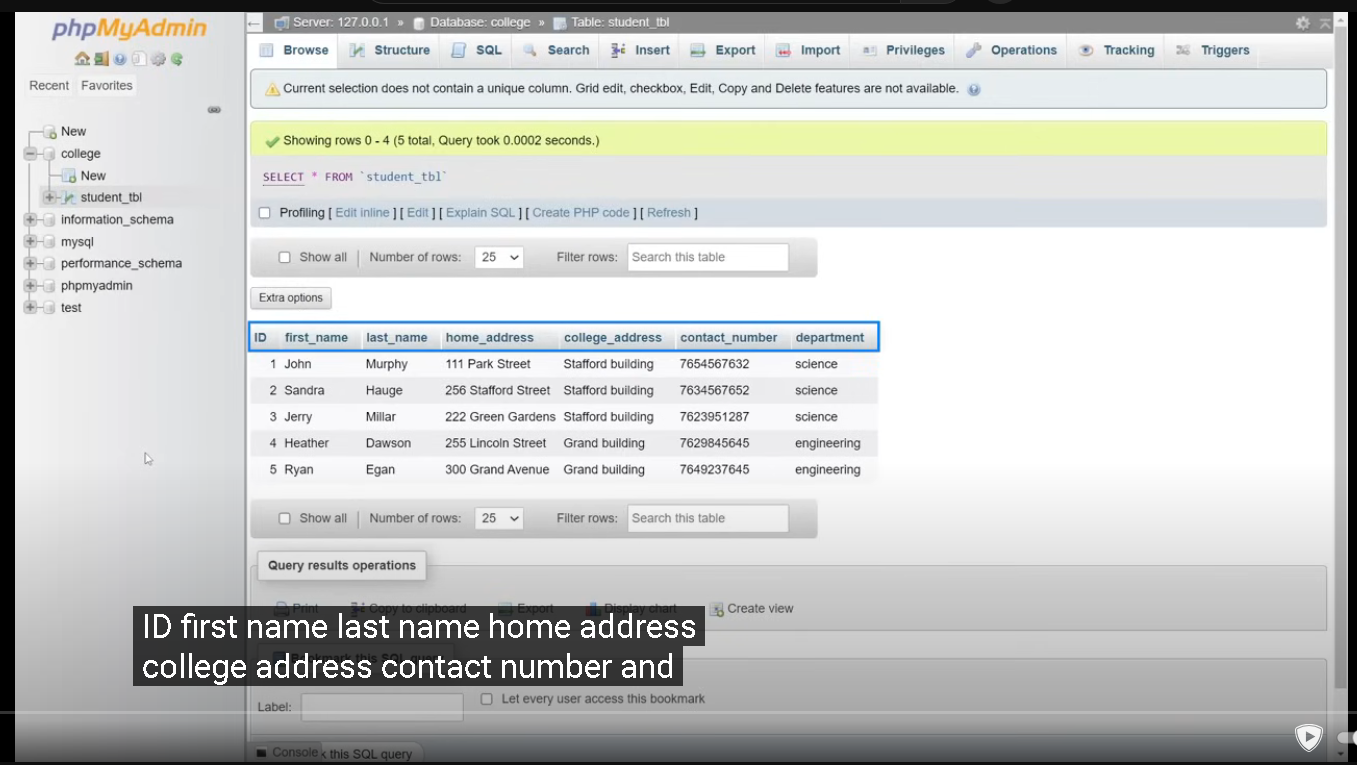 phpMyAdmin
Recent Favorites
New
college
New
student_tbl
information_schema
mysql
performance_schema
phpmyadmin
test
Server: 127.0.0.1 » Database: college » Table: student_tbl
Browse Structure SQL Search Insert Export Import Privileges Operations Tracking Triggers
Current selection does not contain a unique column. Grid edit, checkbox, Edit, Copy and Delete features are not available.
Showing rows 0 - 4 (5 total, Query took 0.0002 seconds.)
SELECT * FROM `student_tbl`
Profiling [ Edit inline ] [ Edit ] [ Explain SQL ] [ Create PHP code ] [ Refresh ]
Show all Number of rows: 25 Filter rows: Search this table
Extra options
ID first_name last_name home_address college_address contact_number department
1 John Murphy 111 Park Street Stafford building 7654567632 science
2 Sandra Hauge 256 Stafford Street Stafford building 7634567652 science
3 Jerry Millar 222 Green Gardens Stafford building 7623951287 science
4 Heather Dawson 255 Lincoln Street Grand building 7629845645 engineering
5 Ryan Egan 300 Grand Avenue Grand building 7649237645 engineering
Show all Number of rows: 25 Filter rows: Search this table
Query results operations
Print Copy to clipboard Export Display chart Create view
ID first name last name home address
college address contact number and
Label: Let every user access this bookmark
Console k this SQL query